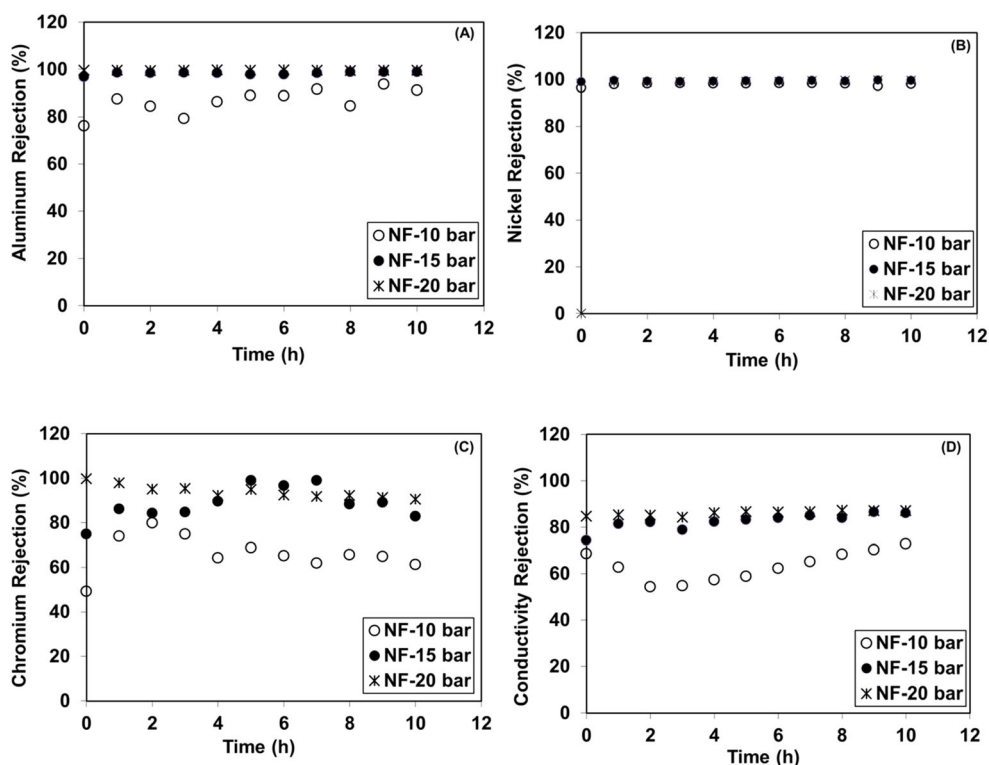 (A)
Aluminum Rejection (%)
120
100
80
60
40
20
0
0 2 4 6 8 10 12
Time (h)
NF-10 bar
NF-15 bar
NF-20 bar
(B)
Nickel Rejection (%)
120
100
80
60
40
20
0
0 2 4 6 8 10 12
Time (h)
NF-10 bar
NF-15 bar
NF-20 bar
(C)
Chromium Rejection (%)
120
100
80
60
40
20
0
0 2 4 6 8 10 12
Time (h)
NF-10 bar
NF-15 bar
NF-20 bar
(D)
Conductivity Rejection (%)
120
100
80
60
40
20
0
0 2 4 6 8 10 12
Time (h)
NF-10 bar
NF-15 bar
NF-20 bar